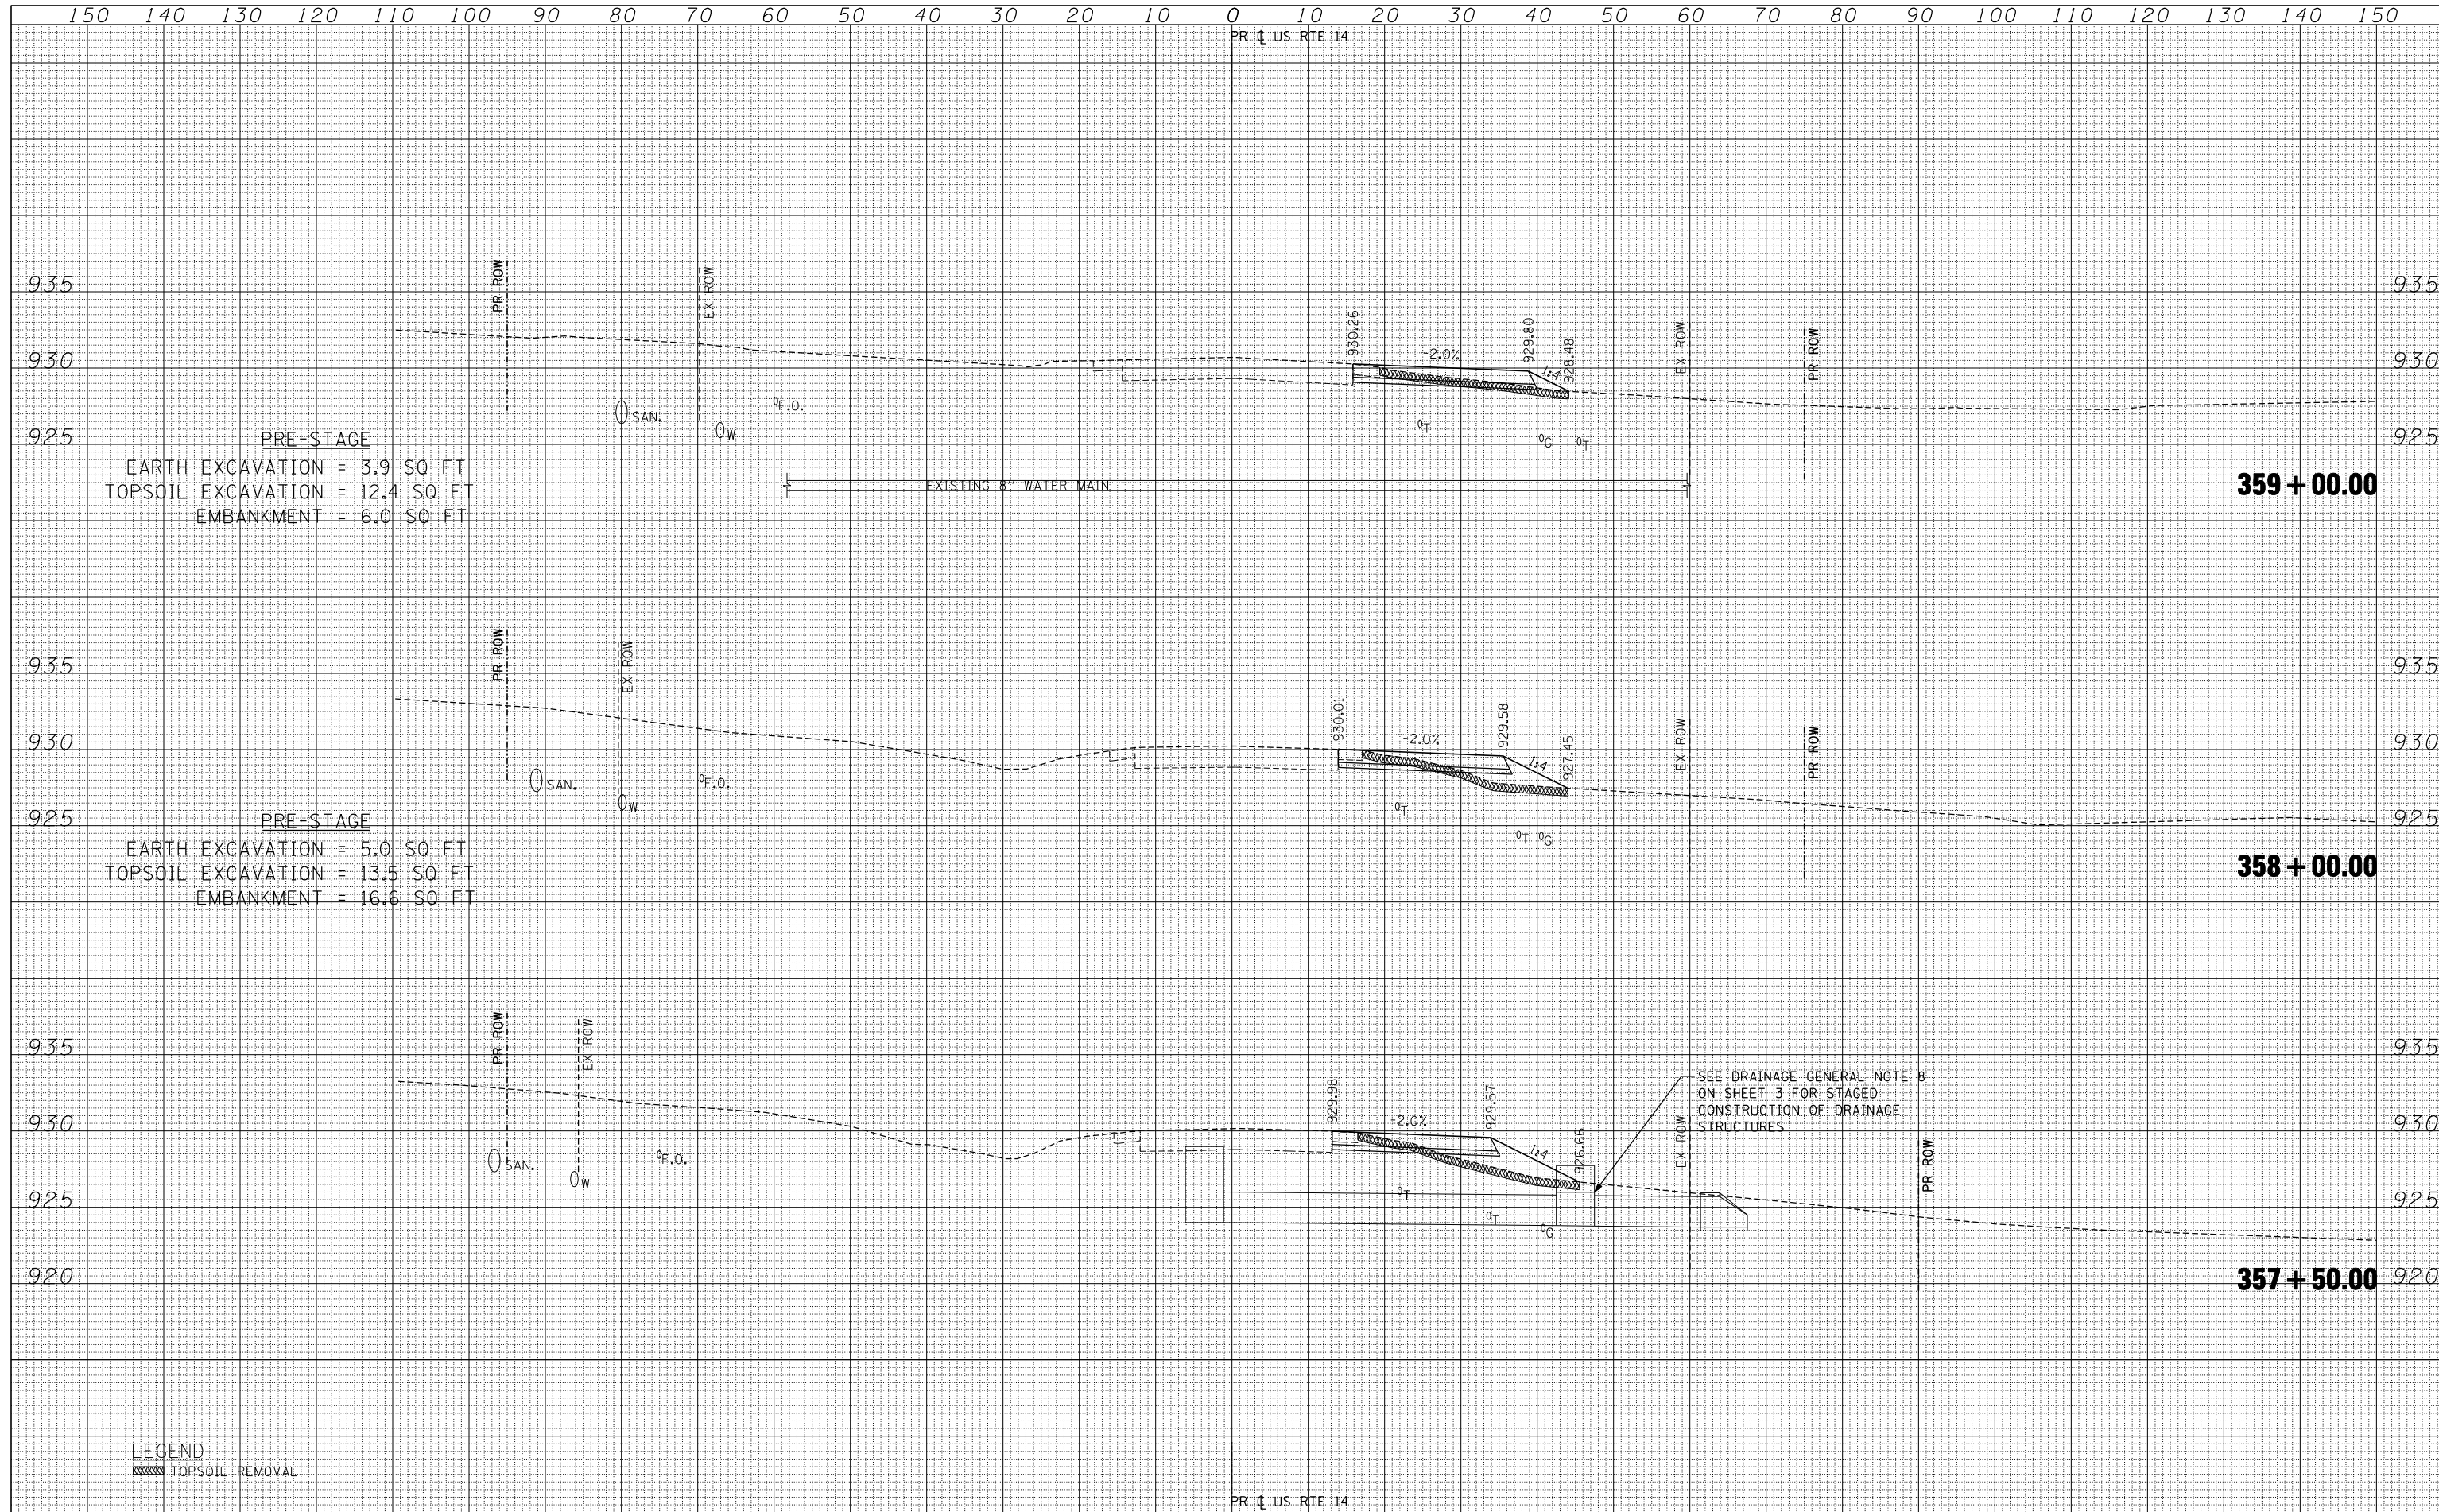 150 140 130 120 110 100 90 80 70 60 50 40 30 20 10 0 10 20 30 40 50 60 70 80 90 100 110 120 130 140 150
PR ℄ US RTE 14
935
PR ROW
EX ROW
930.26
-2.0%
929.80
1:4
928.48
EX ROW
PR ROW
935
930
930
SAN.
W
F.O.
T
G
T
925
925
PRE-STAGE
EARTH EXCAVATION = 3.9 SQ FT
TOPSOIL EXCAVATION = 12.4 SQ FT
EMBANKMENT = 6.0 SQ FT
EXISTING 8" WATER MAIN
359+00.00
935
PR ROW
EX ROW
930.01
-2.0%
929.58
1:4
927.45
EX ROW
PR ROW
935
930
930
SAN.
W
F.O.
T
T
G
925
925
PRE-STAGE
EARTH EXCAVATION = 5.0 SQ FT
TOPSOIL EXCAVATION = 13.5 SQ FT
EMBANKMENT = 16.6 SQ FT
358+00.00
935
PR ROW
EX ROW
935
929.98
-2.0%
929.57
1:4
926.66
SEE DRAINAGE GENERAL NOTE 8
ON SHEET 3 FOR STAGED
CONSTRUCTION OF DRAINAGE
STRUCTURES
EX ROW
PR ROW
930
930
SAN.
W
F.O.
T
T
G
925
925
920
357+50.00
920
LEGEND
TOPSOIL REMOVAL
PR ℄ US RTE 14